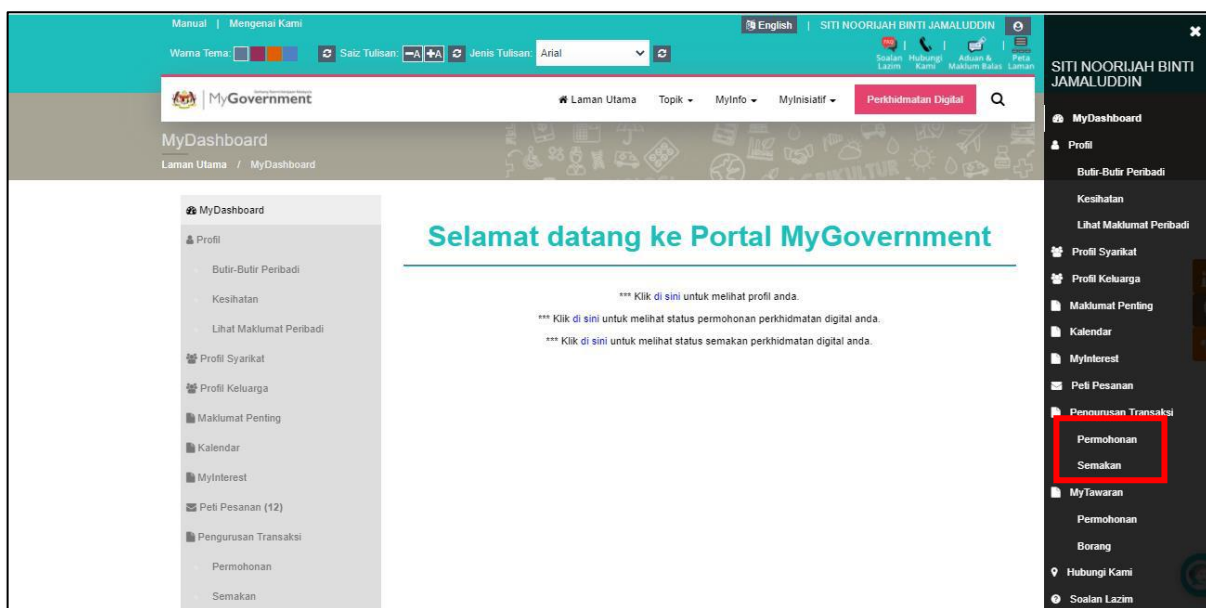 Manual | Mengenai Kami
English | SITI NOORIJAH BINTI JAMALUDDIN
Warna Tema: Saiz Tulisan: -A +A Jenis Tulisan: Arial
Soalan Lazim | Hubungi Kami | Aduan & Maklum Balas | Peta Laman
MyGovernment
Laman Utama Topik MyInfo MyInisiatif Perkhidmatan Digital
MyDashboard
Laman Utama / MyDashboard
MyDashboard
Profil
Butir-Butir Peribadi
Kesihatan
Lihat Maklumat Peribadi
Profil Syarikat
Profil Keluarga
Maklumat Penting
Kalendar
MyInterest
Peti Pesanan (12)
Pengurusan Transaksi
Permohonan
Semakan
Selamat datang ke Portal MyGovernment
*** Klik di sini untuk melihat profil anda.
*** Klik di sini untuk melihat status permohonan perkhidmatan digital anda.
*** Klik di sini untuk melihat status semakan perkhidmatan digital anda.
SITI NOORIJAH BINTI
JAMALUDDIN
MyDashboard
Profil
Butir-Butir Peribadi
Kesihatan
Lihat Maklumat Peribadi
Profil Syarikat
Profil Keluarga
Maklumat Penting
Kalendar
MyInterest
Peti Pesanan
Pengurusan Transaksi
Permohonan
Semakan
MyTawaran
Permohonan
Borang
Hubungi Kami
Soalan Lazim